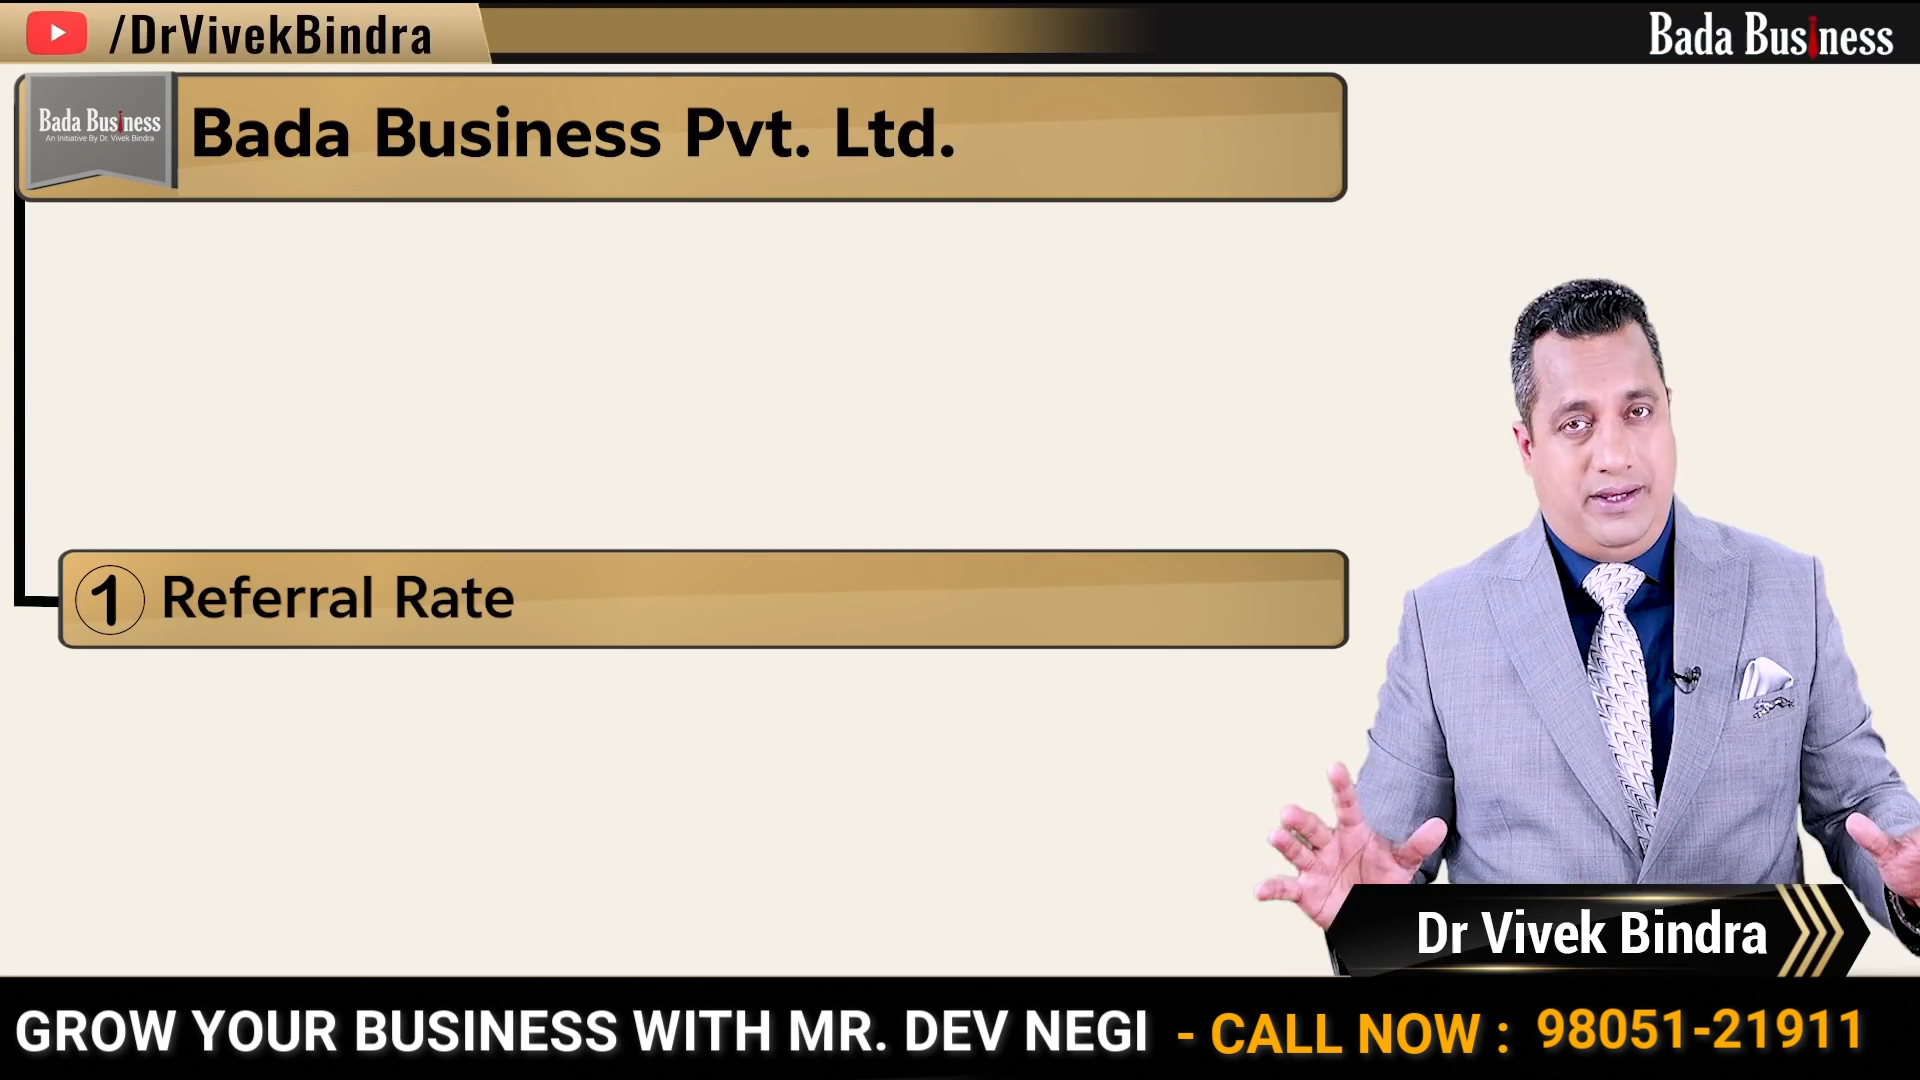 /DrVivekBindra
Bada Business
Bada Business
An Initiative By Dr. Vivek Bindra
Bada Business Pvt. Ltd.
1 Referral Rate
Dr Vivek Bindra
GROW YOUR BUSINESS WITH MR. DEV NEGI - CALL NOW : 98051-21911